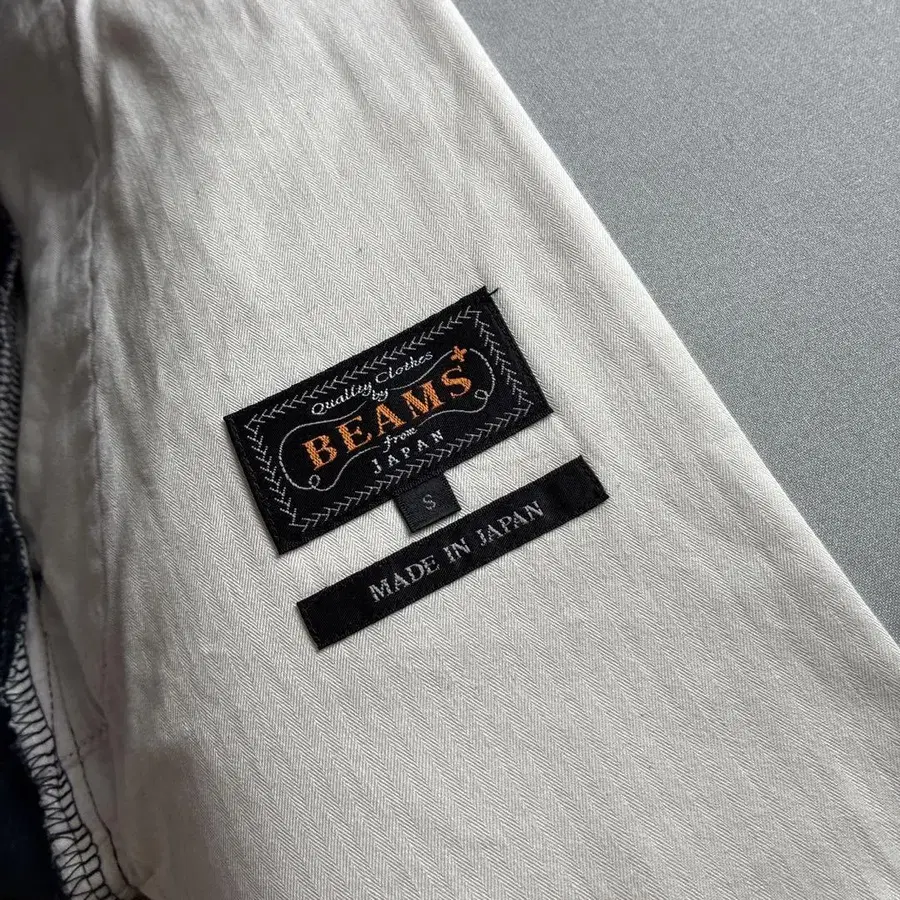 Quality Clothes
by
BEAMS+
from
JAPAN
S
MADE IN JAPAN